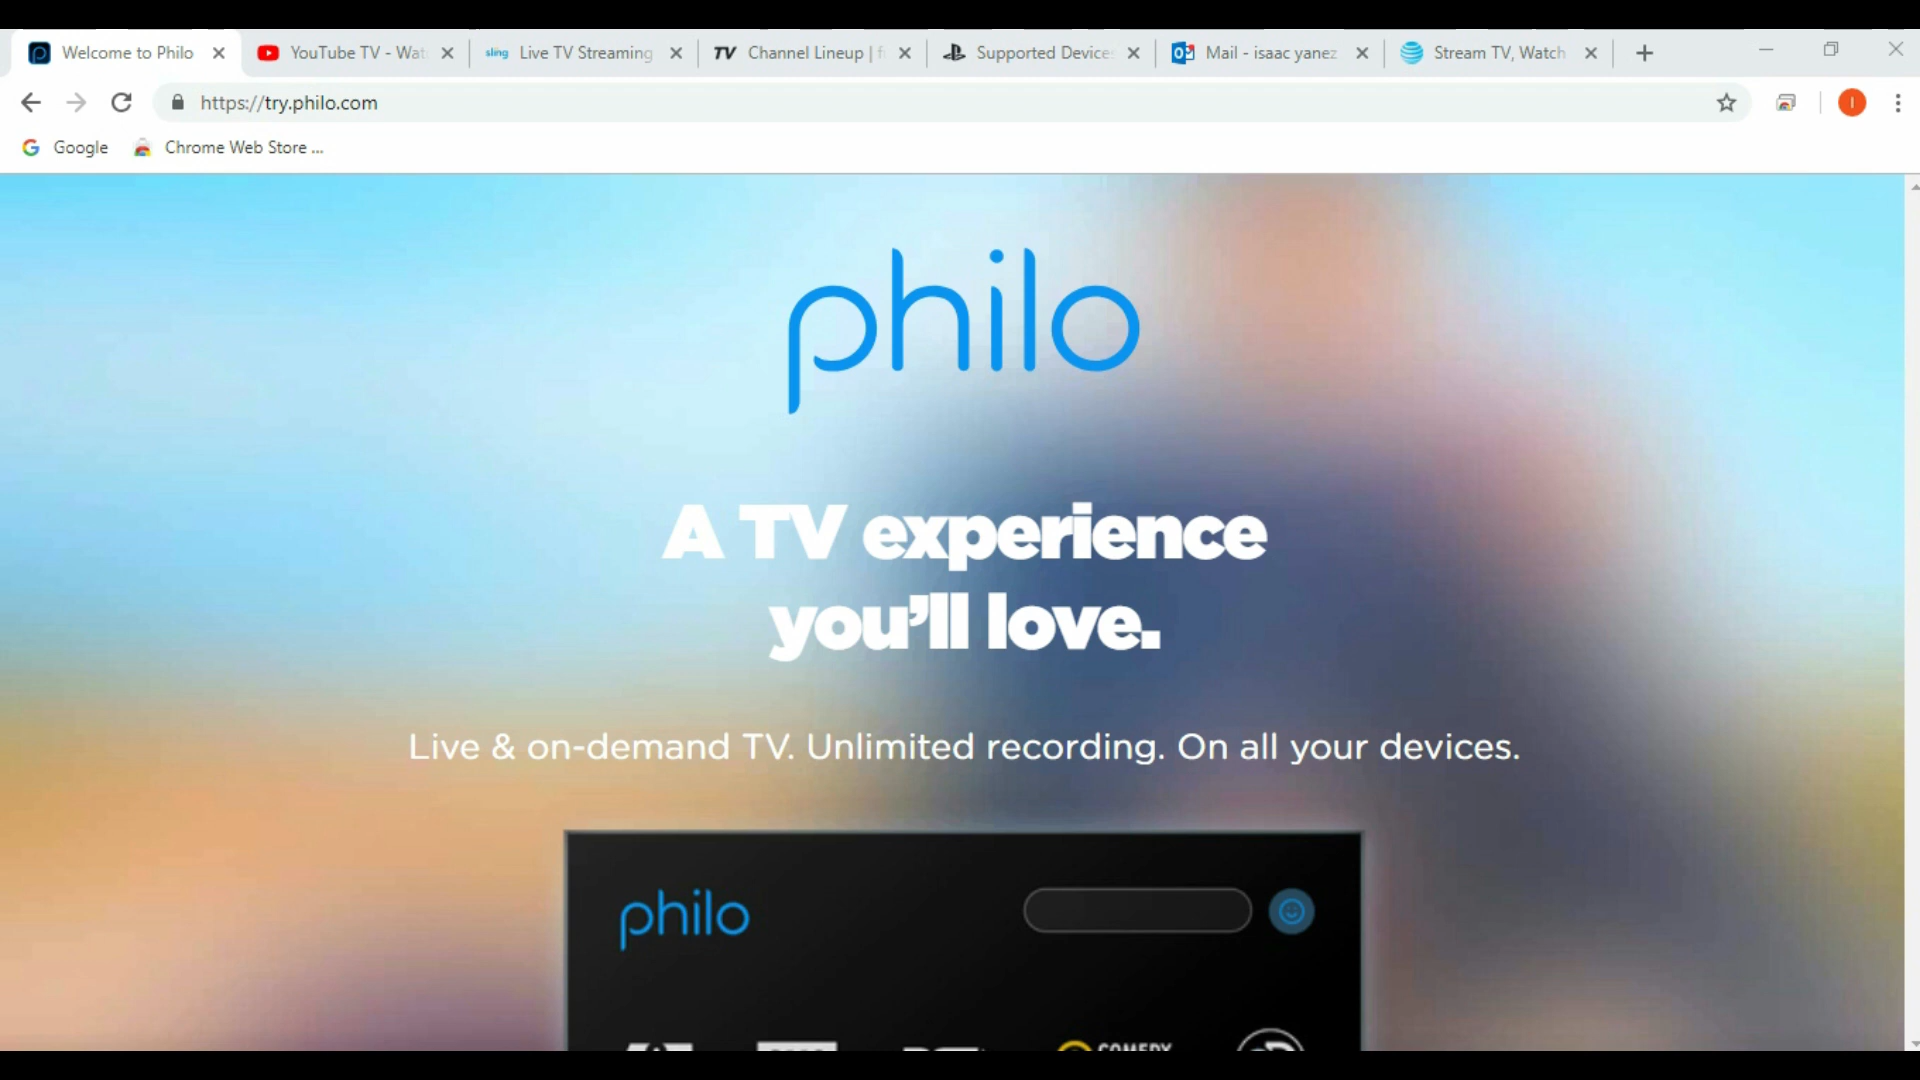 Welcome to Philo
YouTube TV - Wat
sling Live TV Streaming
TV Channel Lineup | f
Supported Device
Mail - isaac yanez
Stream TV, Watch
https://try.philo.com
I
G Google
Chrome Web Store ...
philo
A TV experience
you'll love.
Live & on-demand TV. Unlimited recording. On all your devices.
philo
COMEDY